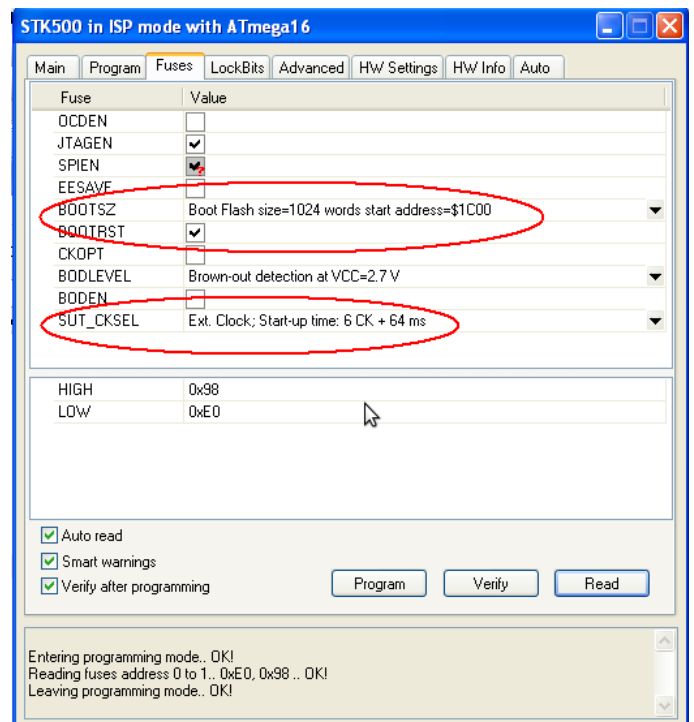 STK500 in ISP mode with ATmega16
Main Program Fuses LockBits Advanced HW Settings HW Info Auto
Fuse Value
OCDEN
JTAGEN
SPIEN
EESAVE
BOOTSZ Boot Flash size=1024 words start address=$1C00
BOOTRST
CKOPT
BODLEVEL Brown-out detection at VCC=2.7 V
BODEN
SUT_CKSEL Ext. Clock; Start-up time: 6 CK + 64 ms
HIGH 0x98
LOW 0xE0
Auto read
Smart warnings
Verify after programming
Program Verify Read
Entering programming mode.. OK!
Reading fuses address 0 to 1.. 0xE0, 0x98 .. OK!
Leaving programming mode.. OK!